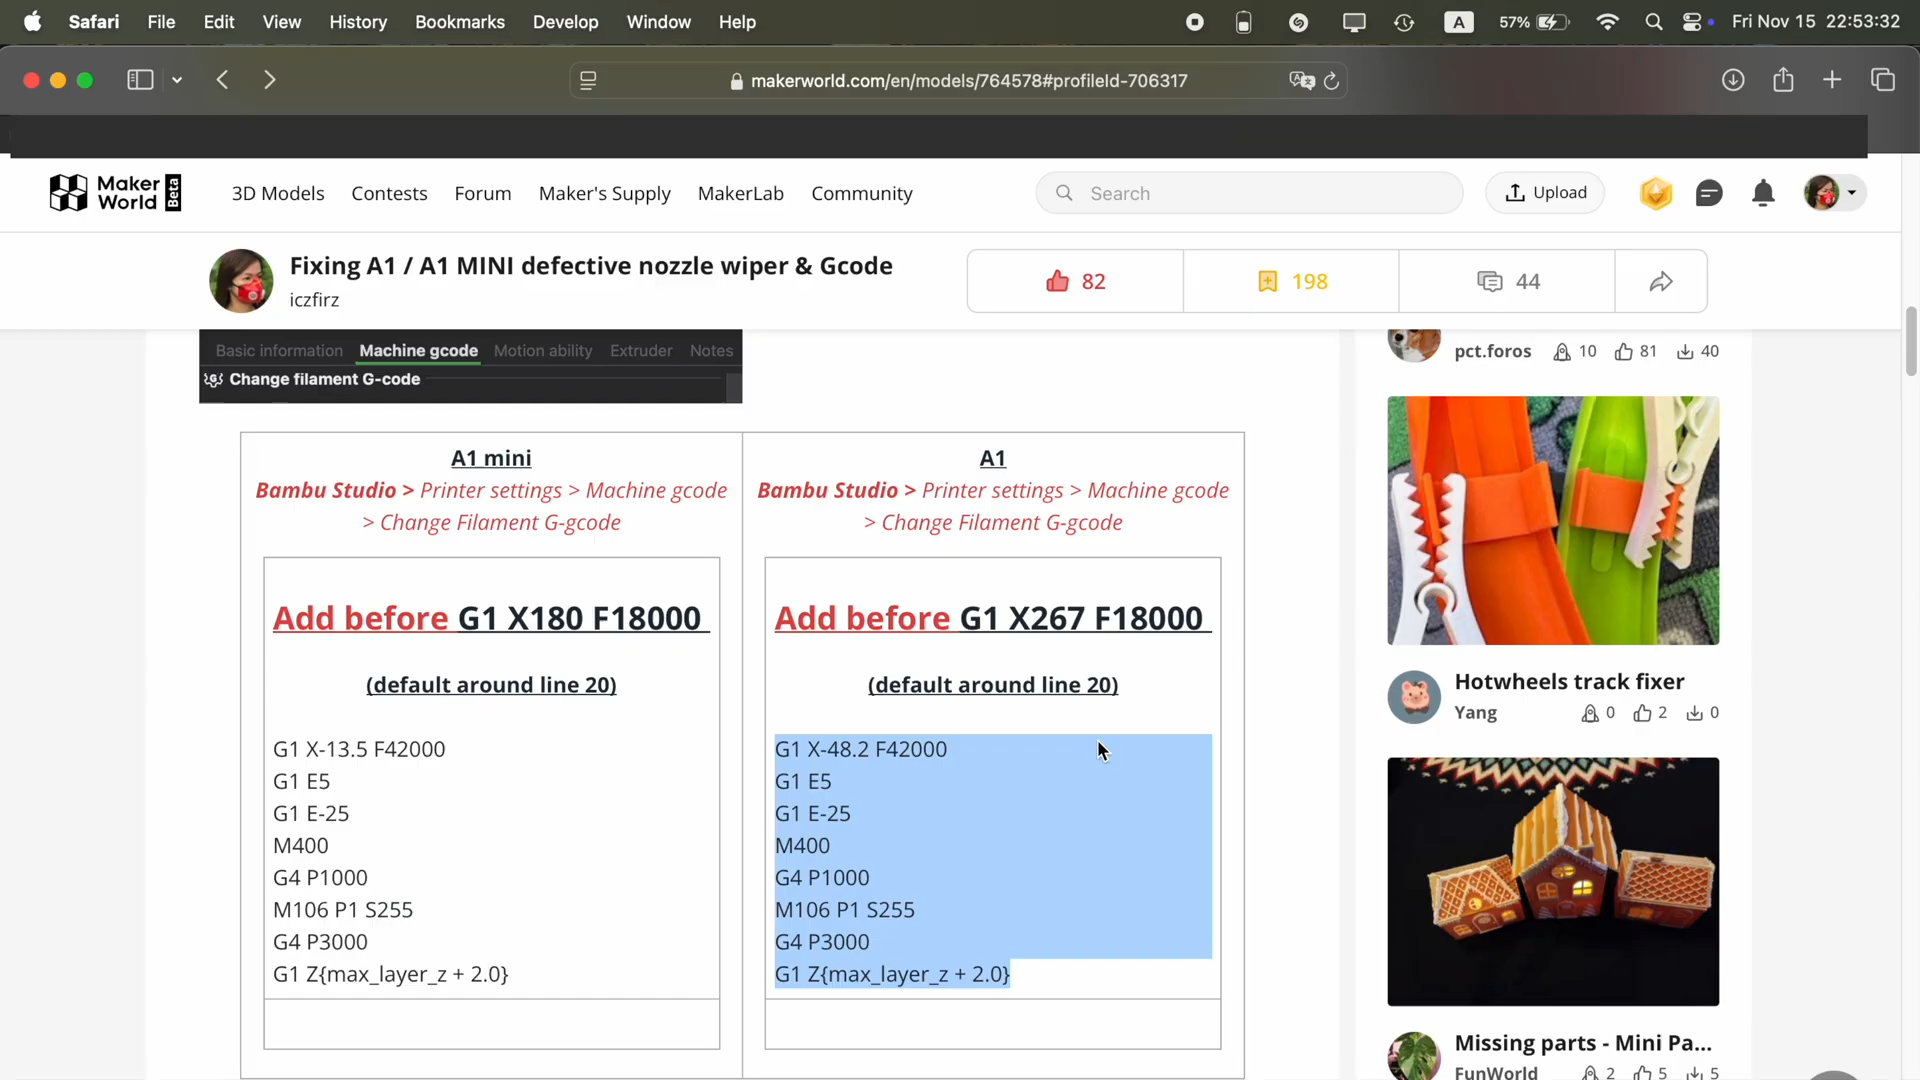 Safari File Edit View History Bookmarks Develop Window Help A 57% Fri Nov 15 22:53:32
makerworld.com/en/models/764578#profileId-706317
Maker World Beta 3D Models Contests Forum Maker's Supply MakerLab Community Search Upload
Fixing A1 / A1 MINI defective nozzle wiper & Gcode
iczfirz
82 198 44
Basic information Machine gcode Motion ability Extruder Notes
Change filament G-code
A1 mini
Bambu Studio > Printer settings > Machine gcode
> Change Filament G-gcode
Add before G1 X180 F18000
(default around line 20)
G1 X-13.5 F42000
G1 E5
G1 E-25
M400
G4 P1000
M106 P1 S255
G4 P3000
G1 Z{max_layer_z + 2.0}
A1
Bambu Studio > Printer settings > Machine gcode
> Change Filament G-gcode
Add before G1 X267 F18000
(default around line 20)
G1 X-48.2 F42000
G1 E5
G1 E-25
M400
G4 P1000
M106 P1 S255
G4 P3000
G1 Z{max_layer_z + 2.0}
pct.foros 10 81 40
Hotwheels track fixer
Yang 0 2 0
Missing parts - Mini Pa...
FunWorld 2 5 5